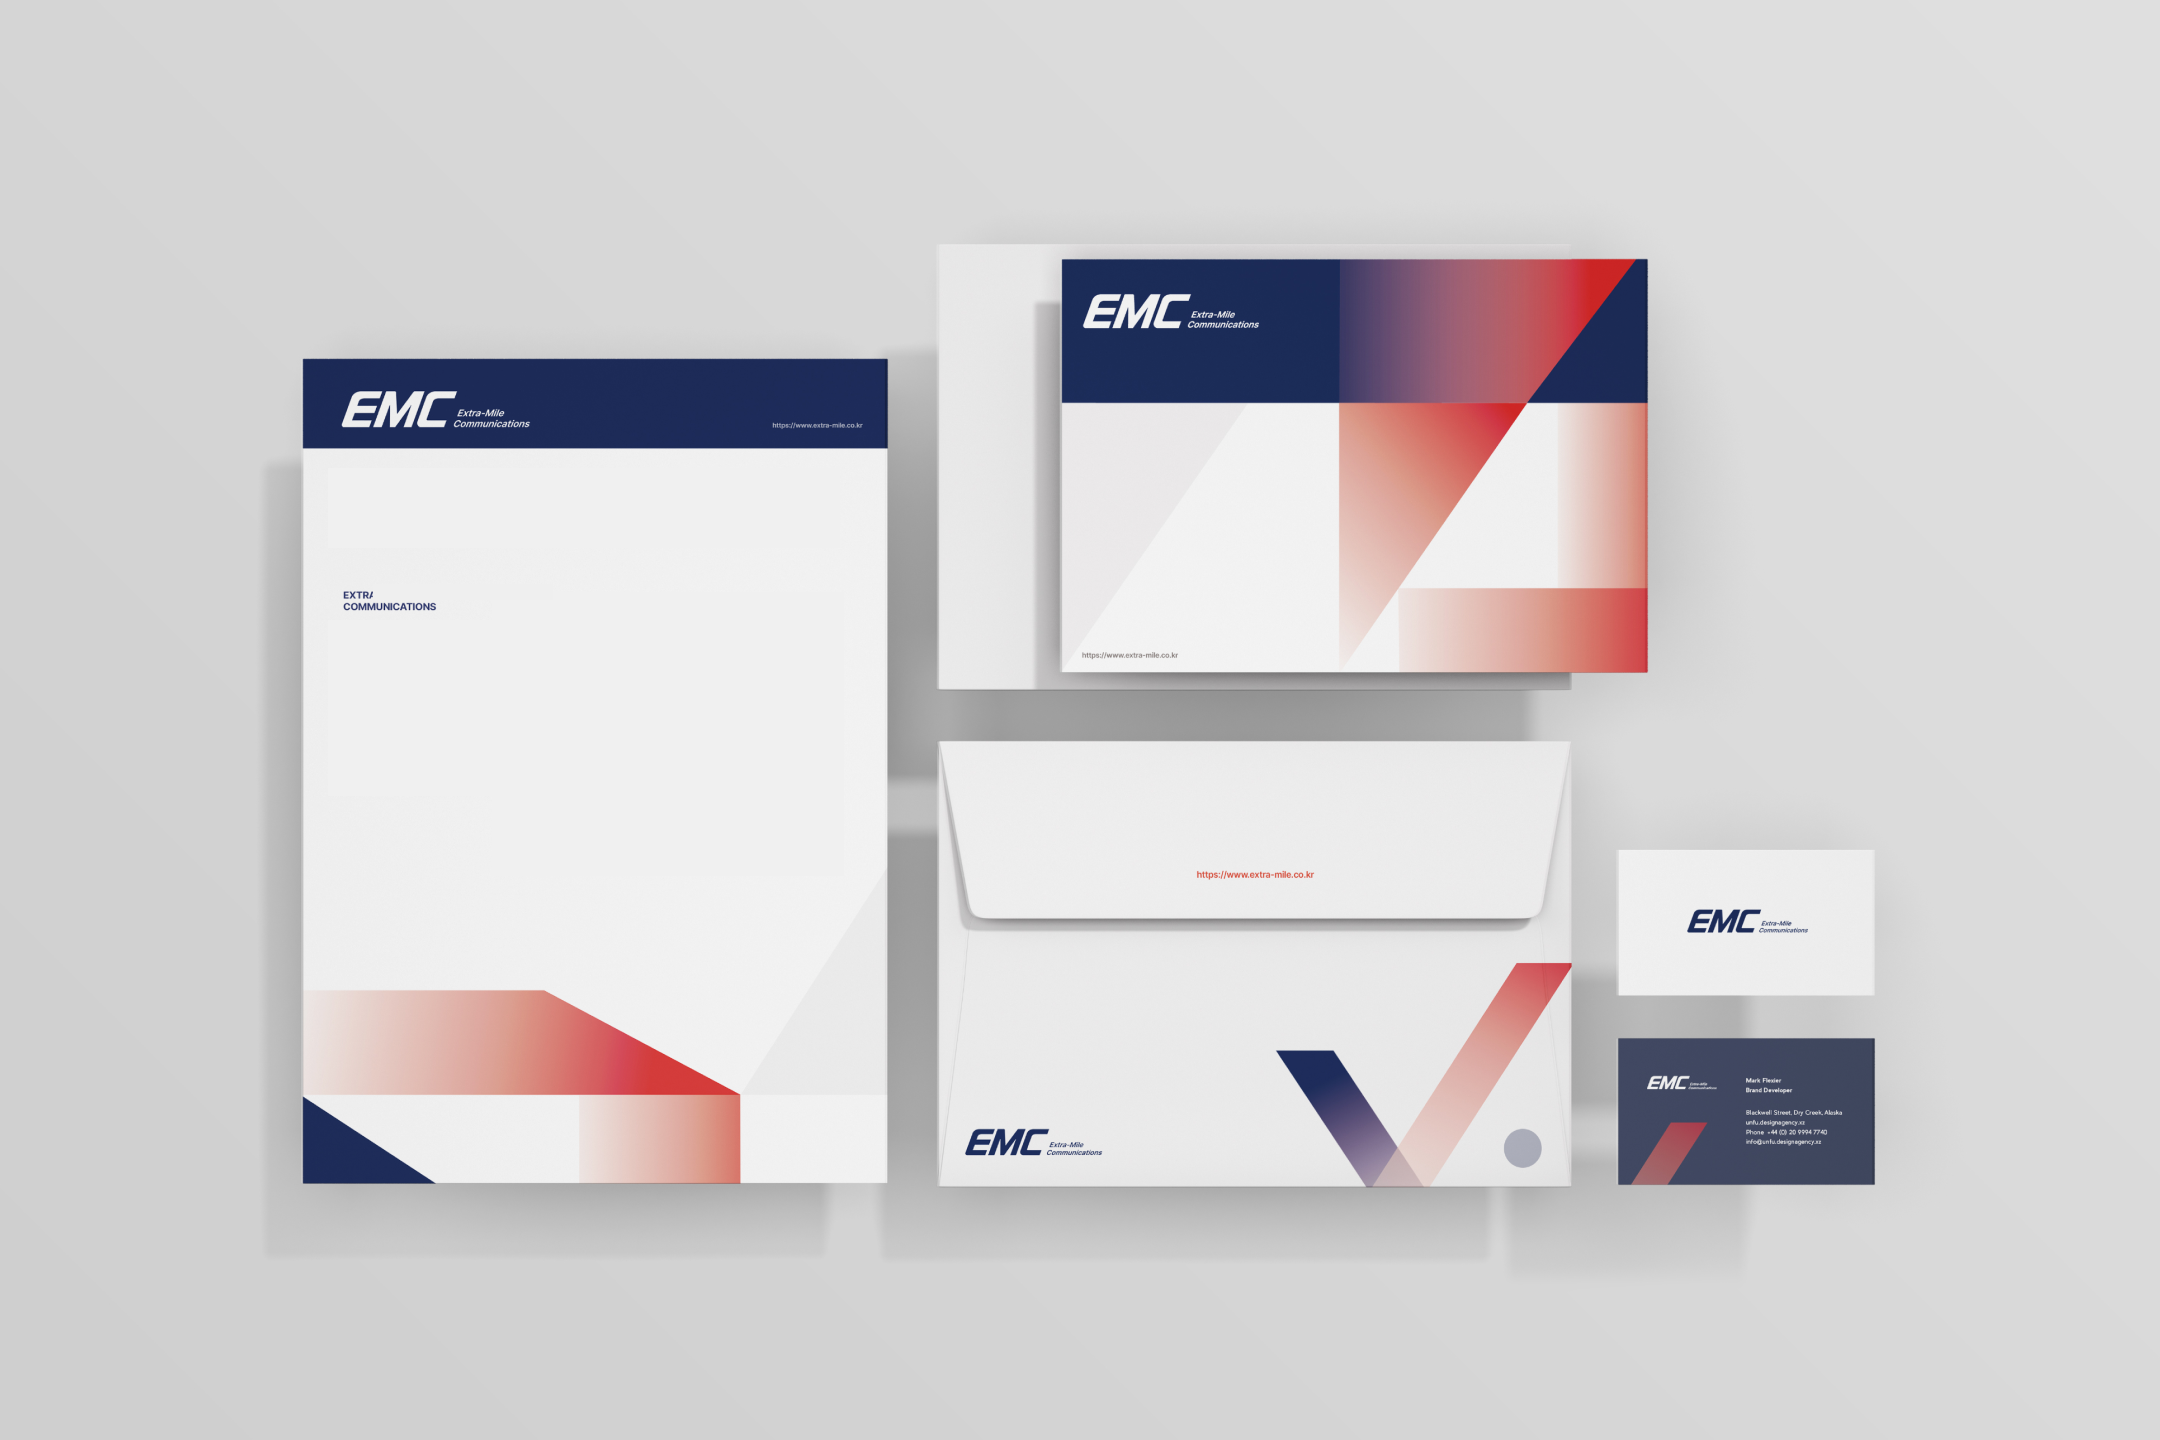 EMC Extra-Mile
Communications
https://www.extra-mile.co.kr
EXTRA
COMMUNICATIONS
EMC Extra-Mile
Communications
https://www.extra-mile.co.kr
https://www.extra-mile.co.kr
EMC Extra-Mile
Communications
EMC Extra-Mile
Communications
EMC Extra-Mile
Communications
Mark Flexier
Brand Developer
Blackwell Street, Dry Creek, Alaska
unfu.designagency.xz
Phone +44 (0) 20 9994 7740
info@unfu.designagency.xz